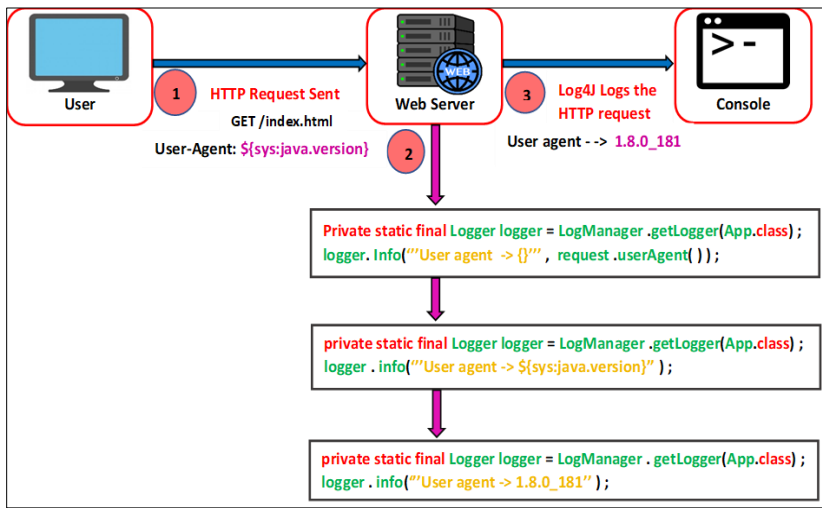 User
1
HTTP Request Sent
GET /index.html
User-Agent: ${sys:java.version}
WEB
Web Server
2
3
Log4J Logs the
HTTP request
User agent - -> 1.8.0_181
>-
Console
Private static final Logger logger = LogManager .getLogger(App.class) ;
logger. Info(“’’User agent -> {}’’’ , request .userAgent( ) ) ;
private static final Logger logger = LogManager .getLogger(App.class) ;
logger . info(“’’User agent -> ${sys:java.version}” ) ;
private static final Logger logger = LogManager . getLogger(App.class) ;
logger . info(“’’User agent -> 1.8.0_181’’ ) ;